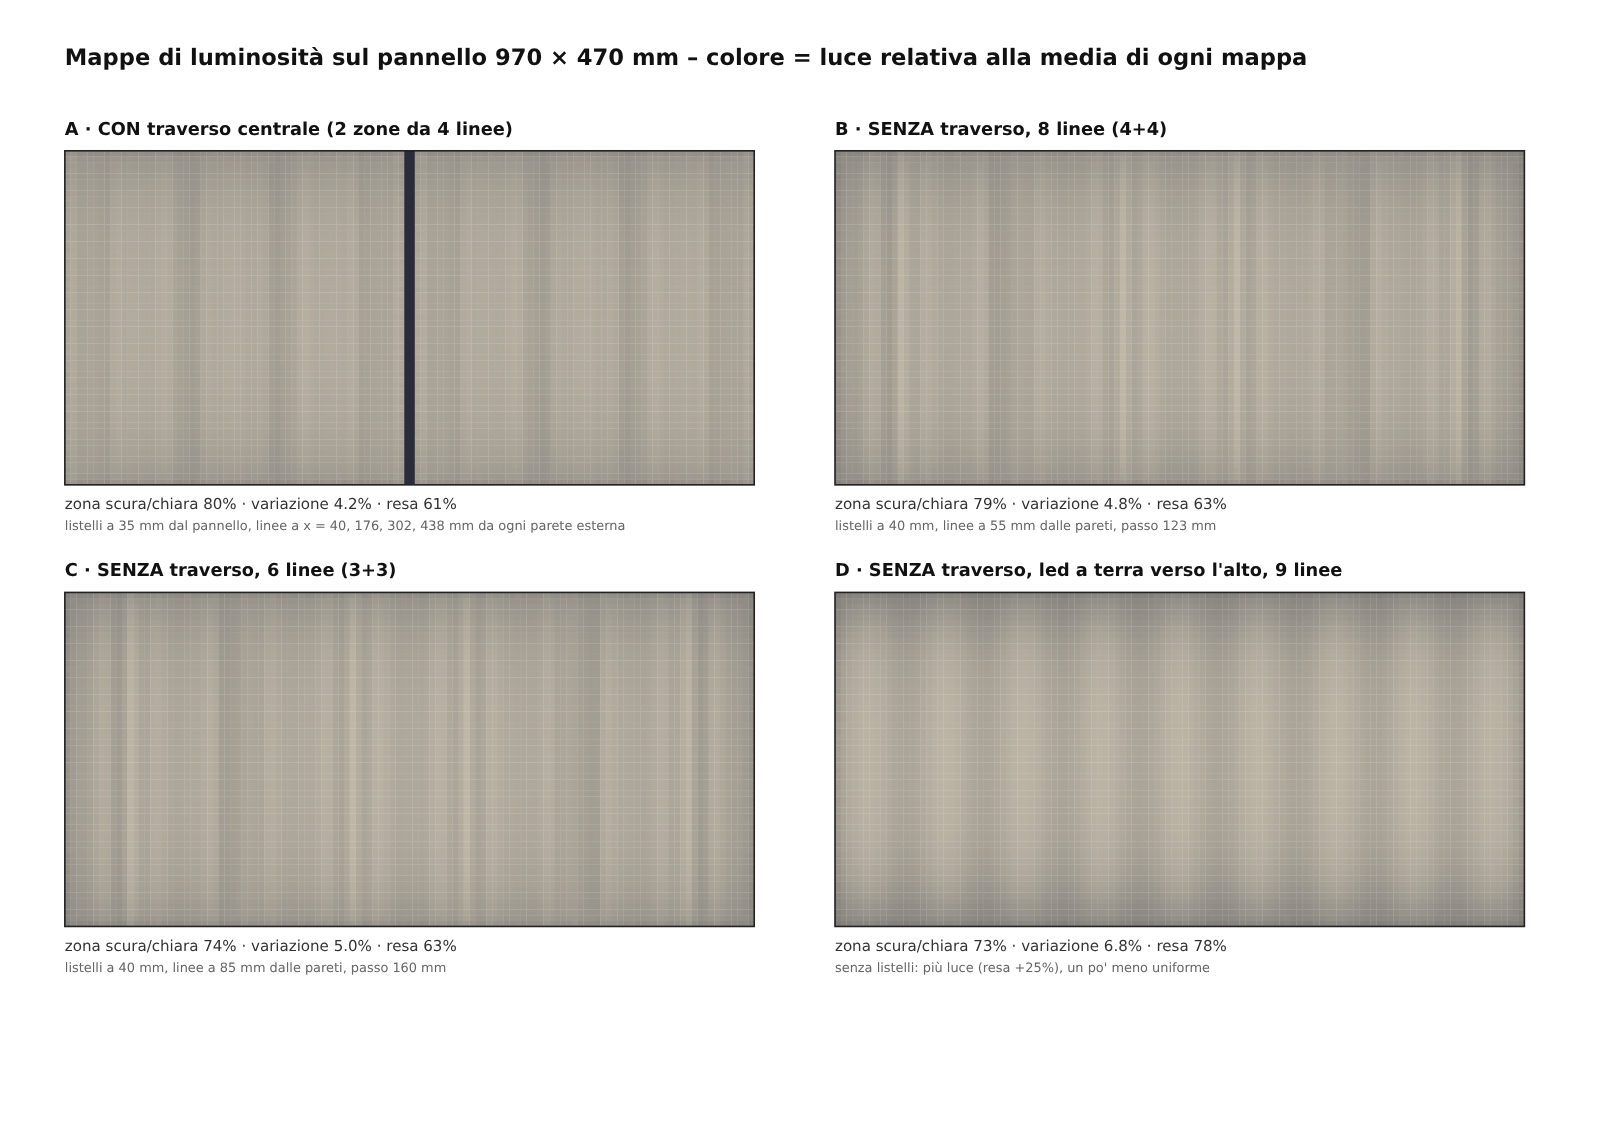 Mappe di luminosità sul pannello 970 × 470 mm – colore = luce relativa alla media di ogni mappa
A · CON traverso centrale (2 zone da 4 linee)
zona scura/chiara 80% · variazione 4.2% · resa 61%
listelli a 35 mm dal pannello, linee a x = 40, 176, 302, 438 mm da ogni parete esterna
B · SENZA traverso, 8 linee (4+4)
zona scura/chiara 79% · variazione 4.8% · resa 63%
listelli a 40 mm, linee a 55 mm dalle pareti, passo 123 mm
C · SENZA traverso, 6 linee (3+3)
zona scura/chiara 74% · variazione 5.0% · resa 63%
listelli a 40 mm, linee a 85 mm dalle pareti, passo 160 mm
D · SENZA traverso, led a terra verso l'alto, 9 linee
zona scura/chiara 73% · variazione 6.8% · resa 78%
senza listelli: più luce (resa +25%), un po' meno uniforme